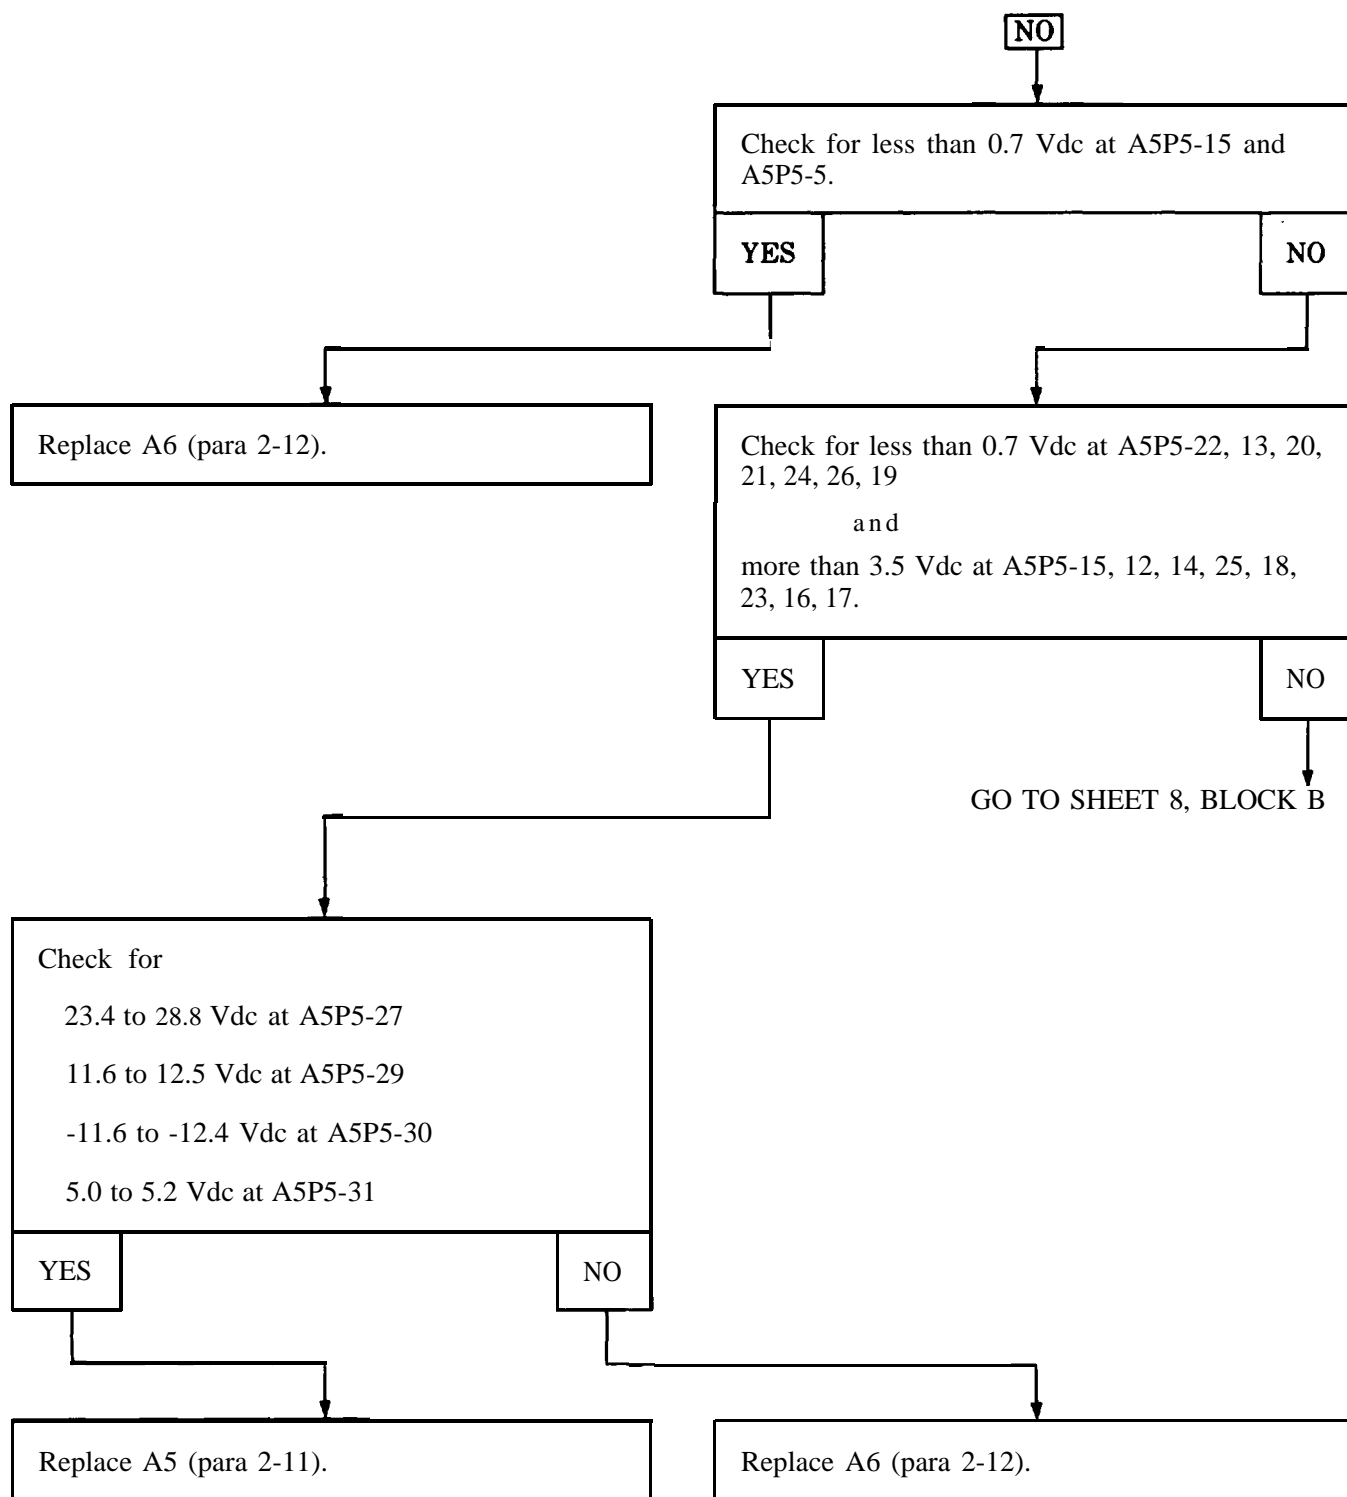 NO
Check for less than 0.7 Vdc at A5P5-15 and
A5P5-5.
YES
NO
Replace A6 (para 2-12).
Check for less than 0.7 Vdc at A5P5-22, 13, 20,
21, 24, 26, 19
and
more than 3.5 Vdc at A5P5-15, 12, 14, 25, 18,
23, 16, 17.
YES
NO
GO TO SHEET 8, BLOCK B
Check for
23.4 to 28.8 Vdc at A5P5-27
11.6 to 12.5 Vdc at A5P5-29
-11.6 to -12.4 Vdc at A5P5-30
5.0 to 5.2 Vdc at A5P5-31
YES
NO
Replace A5 (para 2-11).
Replace A6 (para 2-12).